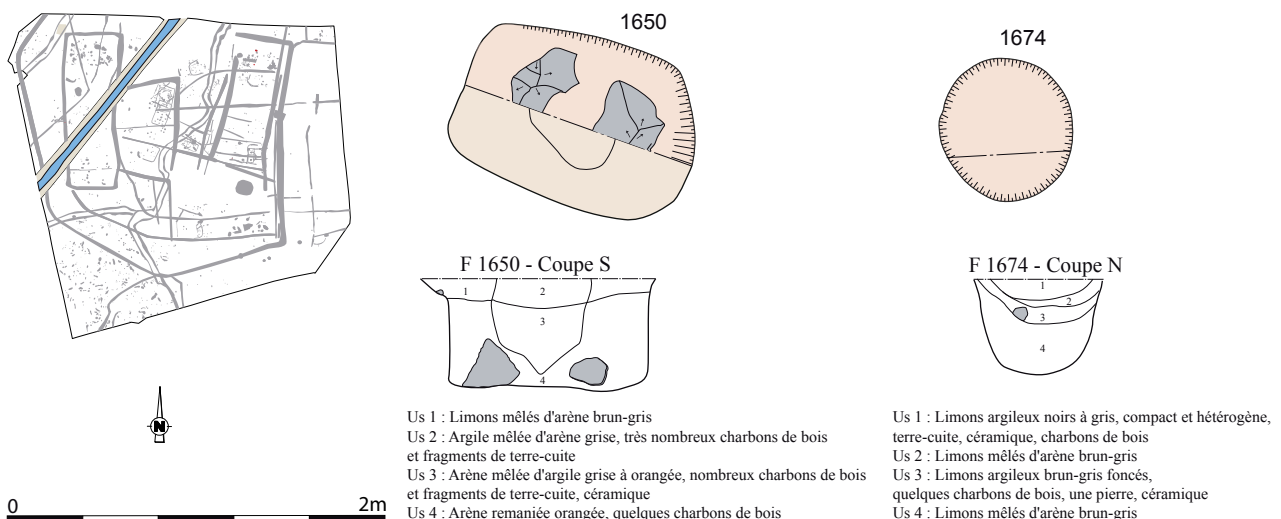 1650
1674
N
F 1650 - Coupe S
1
2
3
4
F 1674 - Coupe N
1
2
3
4
Us 1 : Limons mêlés d'arène brun-gris
Us 2 : Argile mêlée d'arène grise, très nombreux charbons de bois
et fragments de terre-cuite
Us 3 : Arène mêlée d'argile grise à orangée, nombreux charbons de bois
et fragments de terre-cuite, céramique
Us 4 : Arène remaniée orangée, quelques charbons de bois
Us 1 : Limons argileux noirs à gris, compact et hétérogène,
terre-cuite, céramique, charbons de bois
Us 2 : Limons mêlés d'arène brun-gris
Us 3 : Limons argileux brun-gris foncés,
quelques charbons de bois, une pierre, céramique
Us 4 : Limons mêlés d'arène brun-gris
0 2m